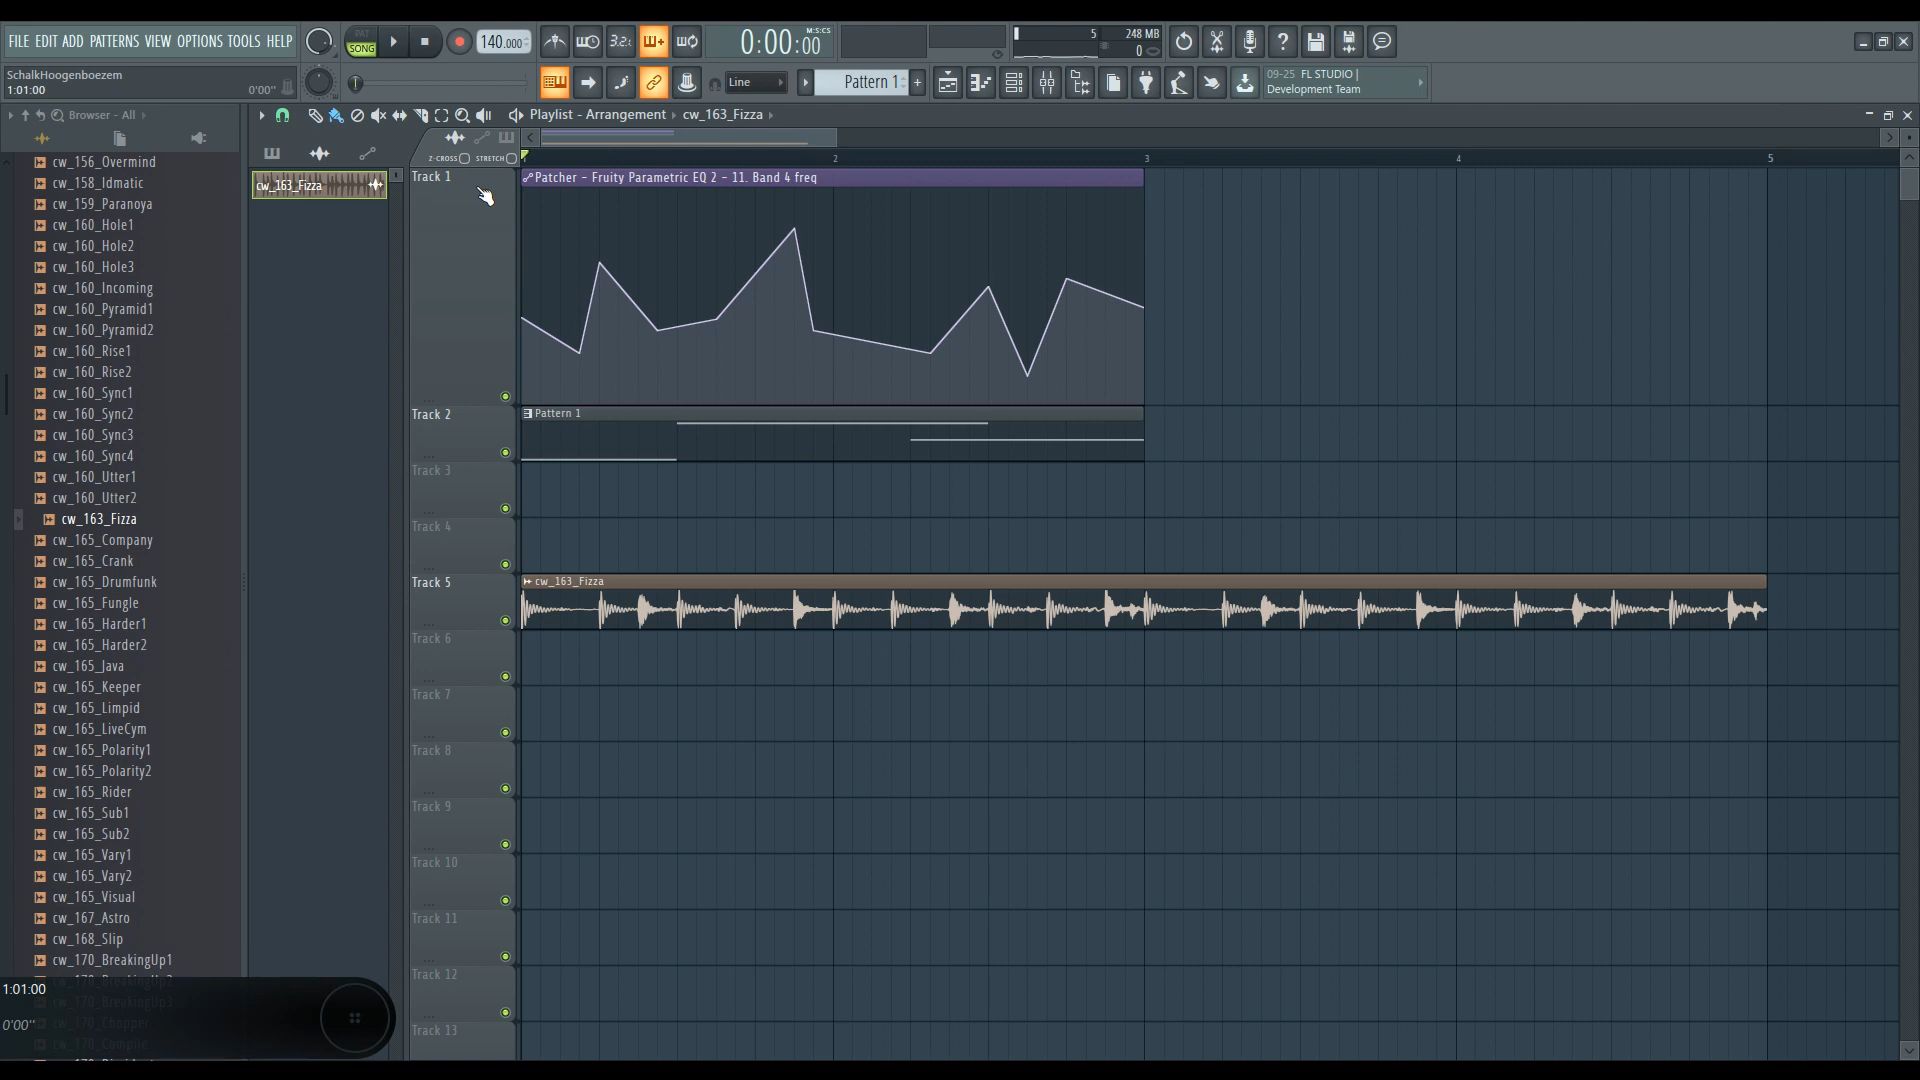 FILE EDIT ADD PATTERNS VIEW OPTIONS TOOLS HELP
PAT
SONG
140.000
3.2:
M:S:CS
0:00:00
5
248 MB
0
SchalkHoogenboezem
1:01:00
0'00"
Line
Pattern 1
09-25 FL STUDIO |
Development Team
Browser - All
Playlist - Arrangement
cw_163_Fizza
Z-CROSS
STRETCH
2
3
4
5
cw_163_Fizza
cw_156_Overmind
cw_158_Idmatic
cw_159_Paranoya
cw_160_Hole1
cw_160_Hole2
cw_160_Hole3
cw_160_Incoming
cw_160_Pyramid1
cw_160_Pyramid2
cw_160_Rise1
cw_160_Rise2
cw_160_Sync1
cw_160_Sync2
cw_160_Sync3
cw_160_Sync4
cw_160_Utter1
cw_160_Utter2
cw_163_Fizza
cw_165_Company
cw_165_Crank
cw_165_Drumfunk
cw_165_Fungle
cw_165_Harder1
cw_165_Harder2
cw_165_Java
cw_165_Keeper
cw_165_Limpid
cw_165_LiveCym
cw_165_Polarity1
cw_165_Polarity2
cw_165_Rider
cw_165_Sub1
cw_165_Sub2
cw_165_Vary1
cw_165_Vary2
cw_165_Visual
cw_167_Astro
cw_168_Slip
cw_170_BreakingUp1
cw_170_BreakingUp2
cw_170_BreakingUp3
cw_170_Chopper
cw_170_Compile
1:01:00
0'00"
Track 1
Patcher - Fruity Parametric EQ 2 - 11. Band 4 freq
Track 2
Pattern 1
Track 3
Track 4
Track 5
cw_163_Fizza
Track 6
Track 7
Track 8
Track 9
Track 10
Track 11
Track 12
Track 13